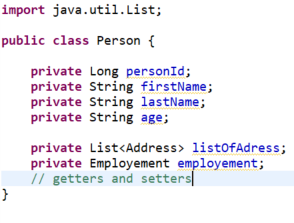 import java.util.List;
public class Person {
private Long personId;
private String firstName;
private String lastName;
private String age;
private List<Address> listOfAdress;
private Employement employement;
// getters and setters
}